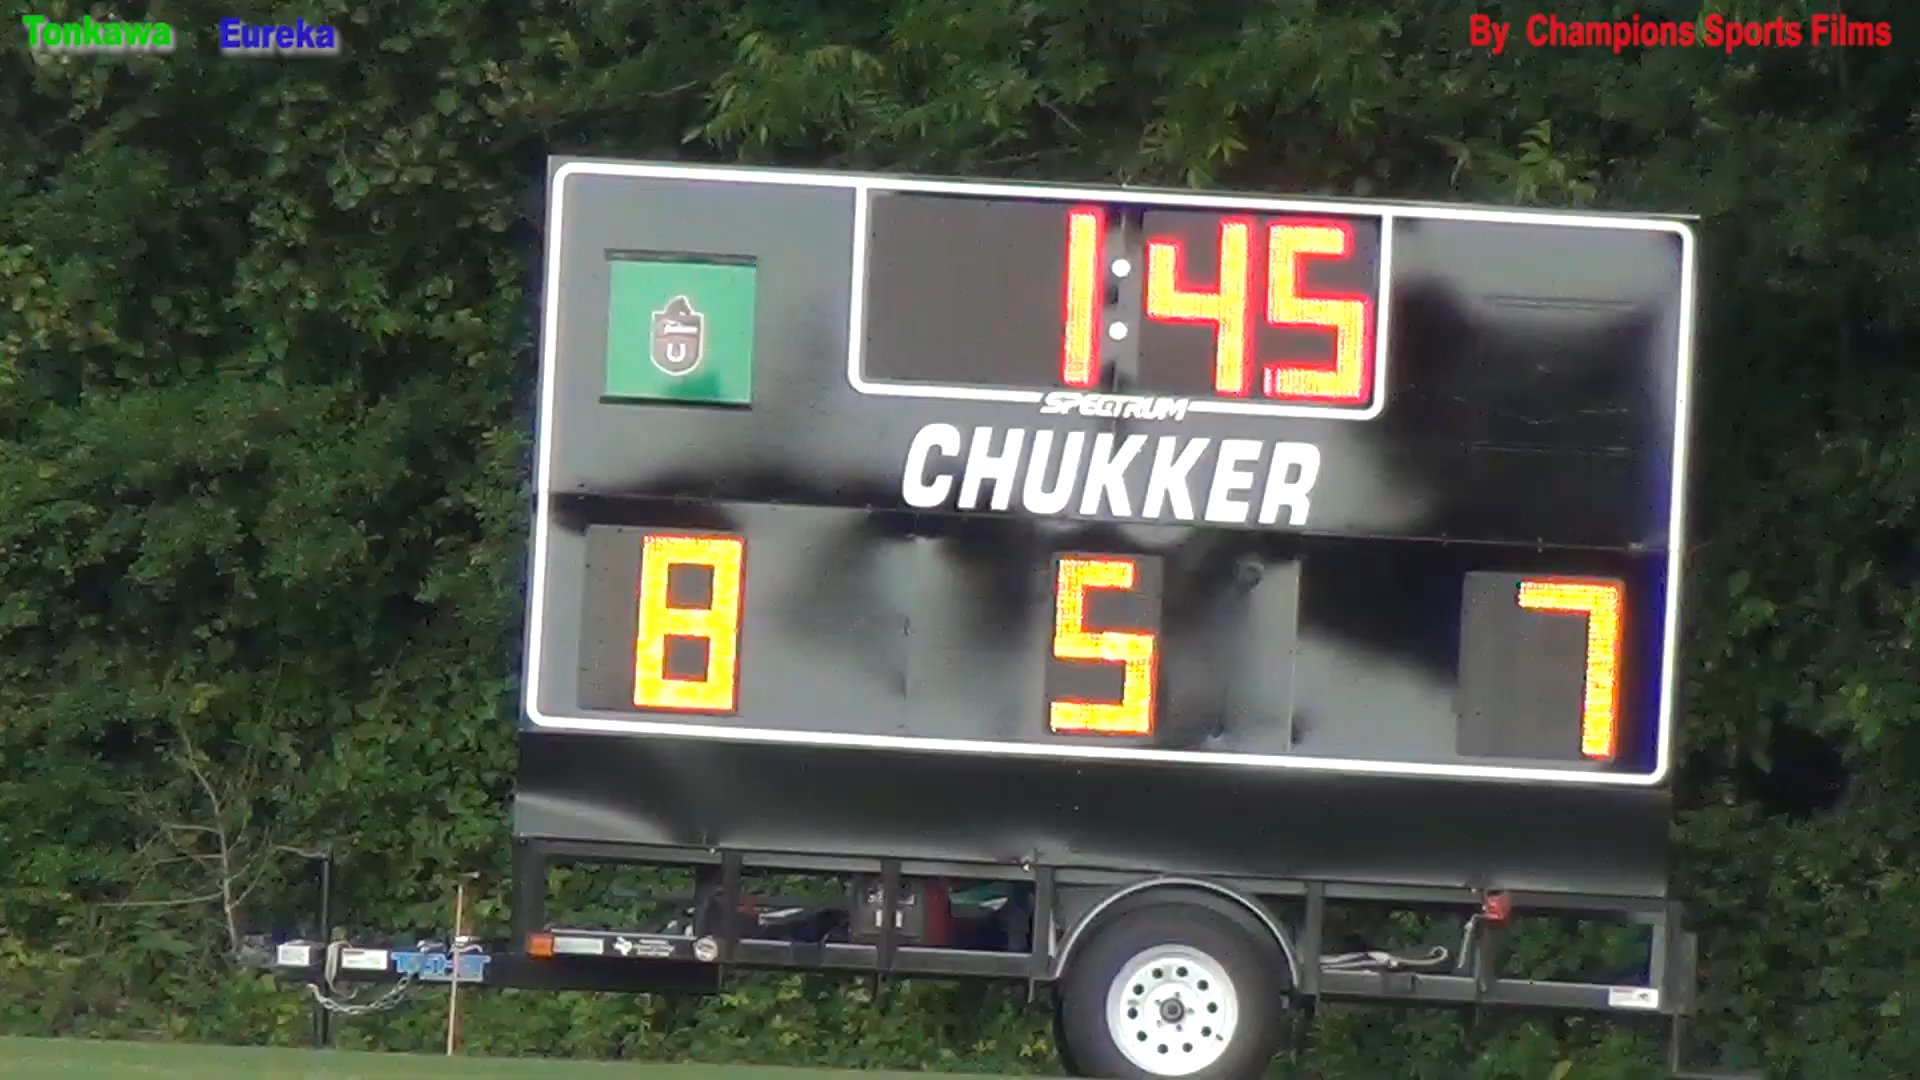 Tonkawa Eureka By Champions Sports Films
1:45
SPECTRUM
CHUKKER
8 5 7